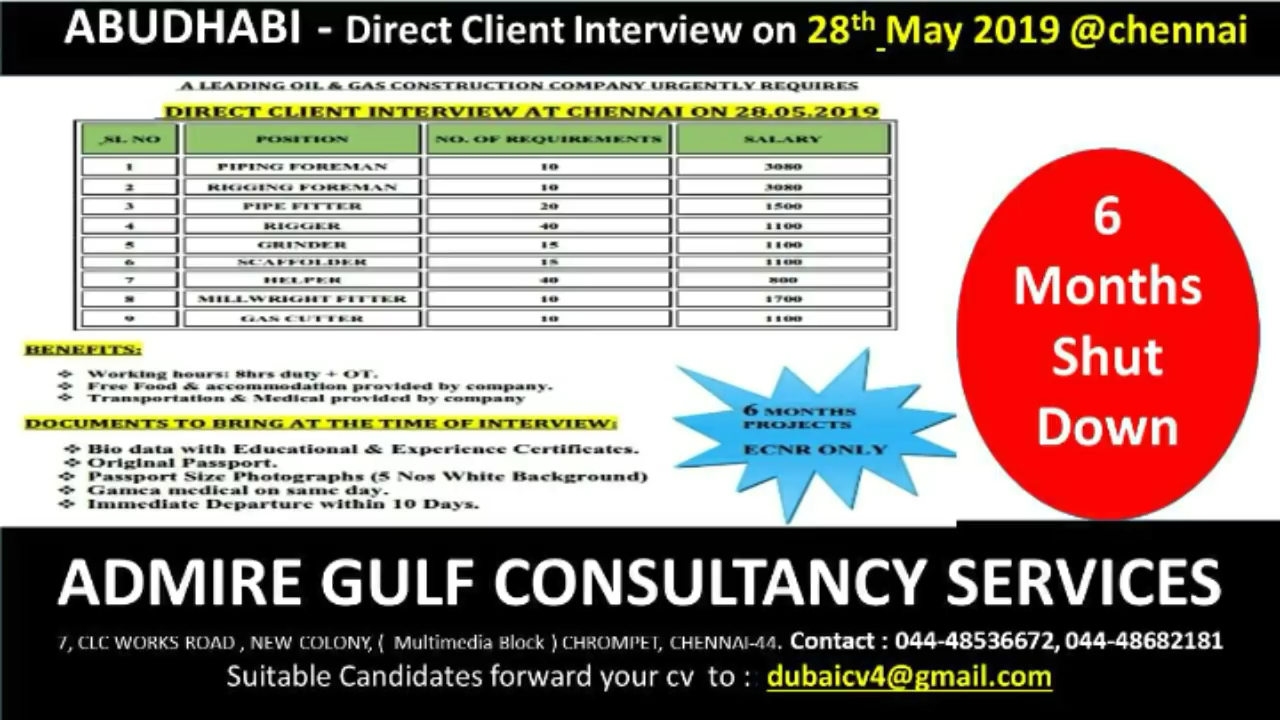 ABUDHABI - Direct Client Interview on 28th May 2019 @chennai
A LEADING OIL & GAS CONSTRUCTION COMPANY URGENTLY REQUIRES
DIRECT CLIENT INTERVIEW AT CHENNAI ON 28.05.2019
SL. NO POSITION NO. OF REQUIREMENTS SALARY
1 PIPING FOREMAN 10 3080
2 RIGGING FOREMAN 10 3080
3 PIPE FITTER 20 1500
4 RIGGER 40 1100
5 GRINDER 15 1100
6 SCAFFOLDER 15 1100
7 HELPER 40 800
8 MILLWRIGHT FITTER 10 1700
9 GAS CUTTER 10 1100
BENEFITS:
Working hours: 8hrs duty + OT.
Free Food & accommodation provided by company.
Transportation & Medical provided by company
DOCUMENTS TO BRING AT THE TIME OF INTERVIEW:
Bio data with Educational & Experience Certificates.
Original Passport.
Passport Size Photographs (5 Nos White Background)
Gamca medical on same day.
Immediate Departure within 10 Days.
6 MONTHS
PROJECTS
ECNR ONLY
6
Months
Shut
Down
ADMIRE GULF CONSULTANCY SERVICES
7, CLC WORKS ROAD , NEW COLONY, ( Multimedia Block ) CHROMPET, CHENNAI-44. Contact : 044-48536672, 044-48682181
Suitable Candidates forward your cv to : dubaicv4@gmail.com